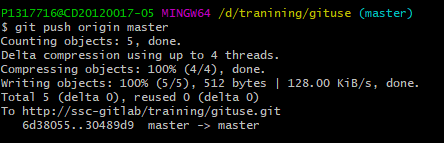 P1317716@CD20120017-05 MINGW64 /d/tranining/gituse (master)
$ git push origin master
Counting objects: 5, done.
Delta compression using up to 4 threads.
Compressing objects: 100% (4/4), done.
Writing objects: 100% (5/5), 512 bytes | 128.00 KiB/s, done.
Total 5 (delta 0), reused 0 (delta 0)
To http://ssc-gitlab/training/gituse.git
   6d38055..30489d9  master -> master